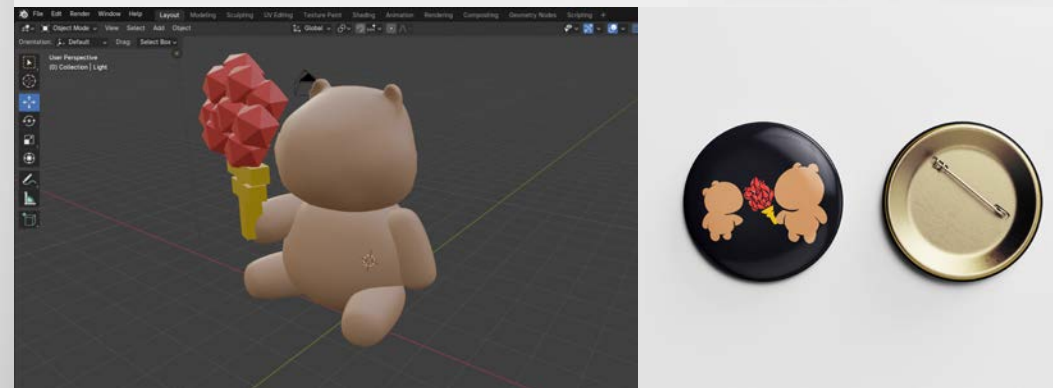 File Edit Render Window Help Layout Modeling Sculpting UV Editing Texture Paint Shading Animation Rendering Compositing Geometry Nodes Scripting +
Object Mode View Select Add Object Global
Orientation: Default Drag: Select Box
User Perspective
(0) Collection | Light